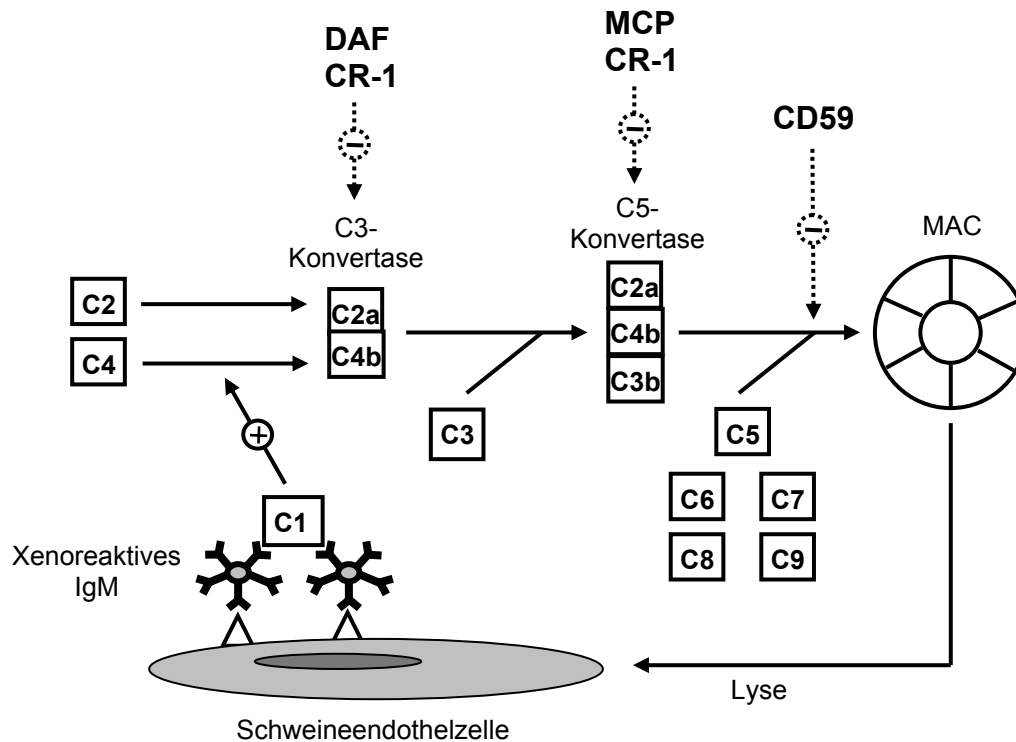 DAF
CR-1
MCP
CR-1
CD59
C3-
Konvertase
C5-
Konvertase
MAC
C2
C4
C2a
C4b
C2a
C4b
C3b
C3
C5
C6
C7
C8
C9
C1
Xenoreaktives
IgM
Lyse
Schweineendothelzelle